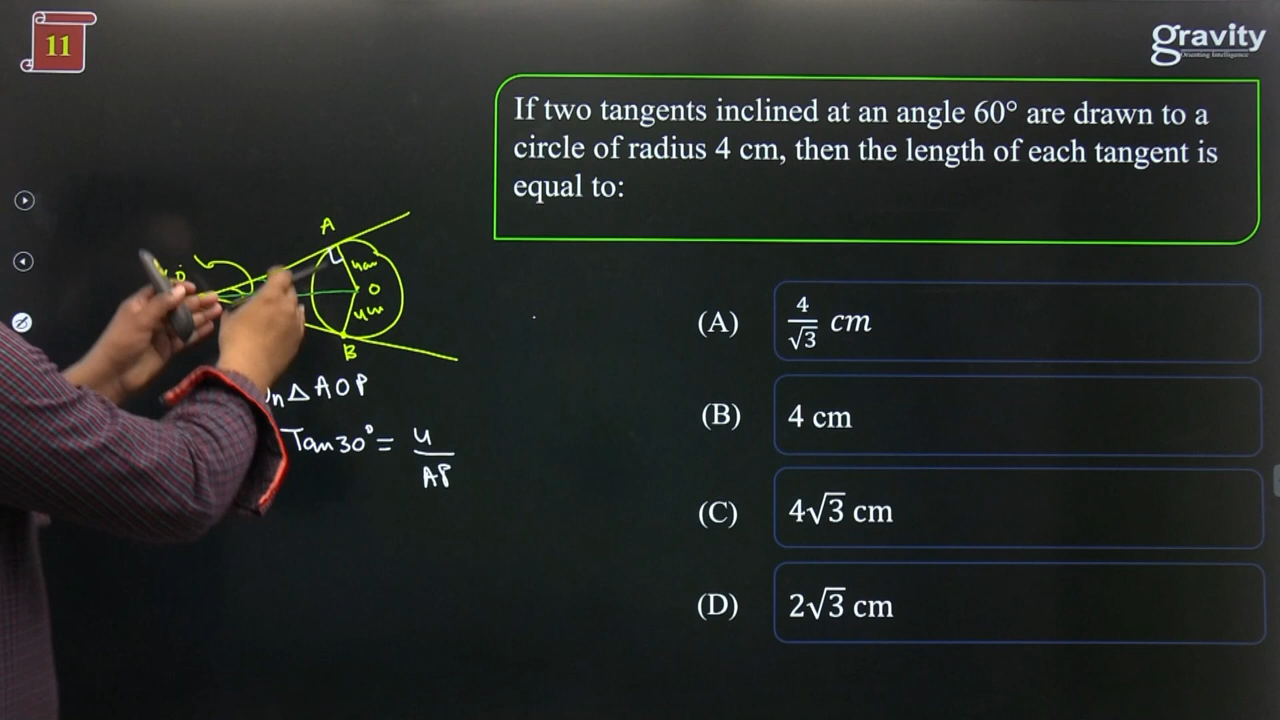 11
gravity
If two tangents inclined at an angle 60° are drawn to a
circle of radius 4 cm, then the length of each tangent is
equal to:
A
4cm
O
4cm
B
In △ AOP
Tan30° = 4/AP
(A) 4/√3 cm
(B) 4 cm
(C) 4√3 cm
(D) 2√3 cm